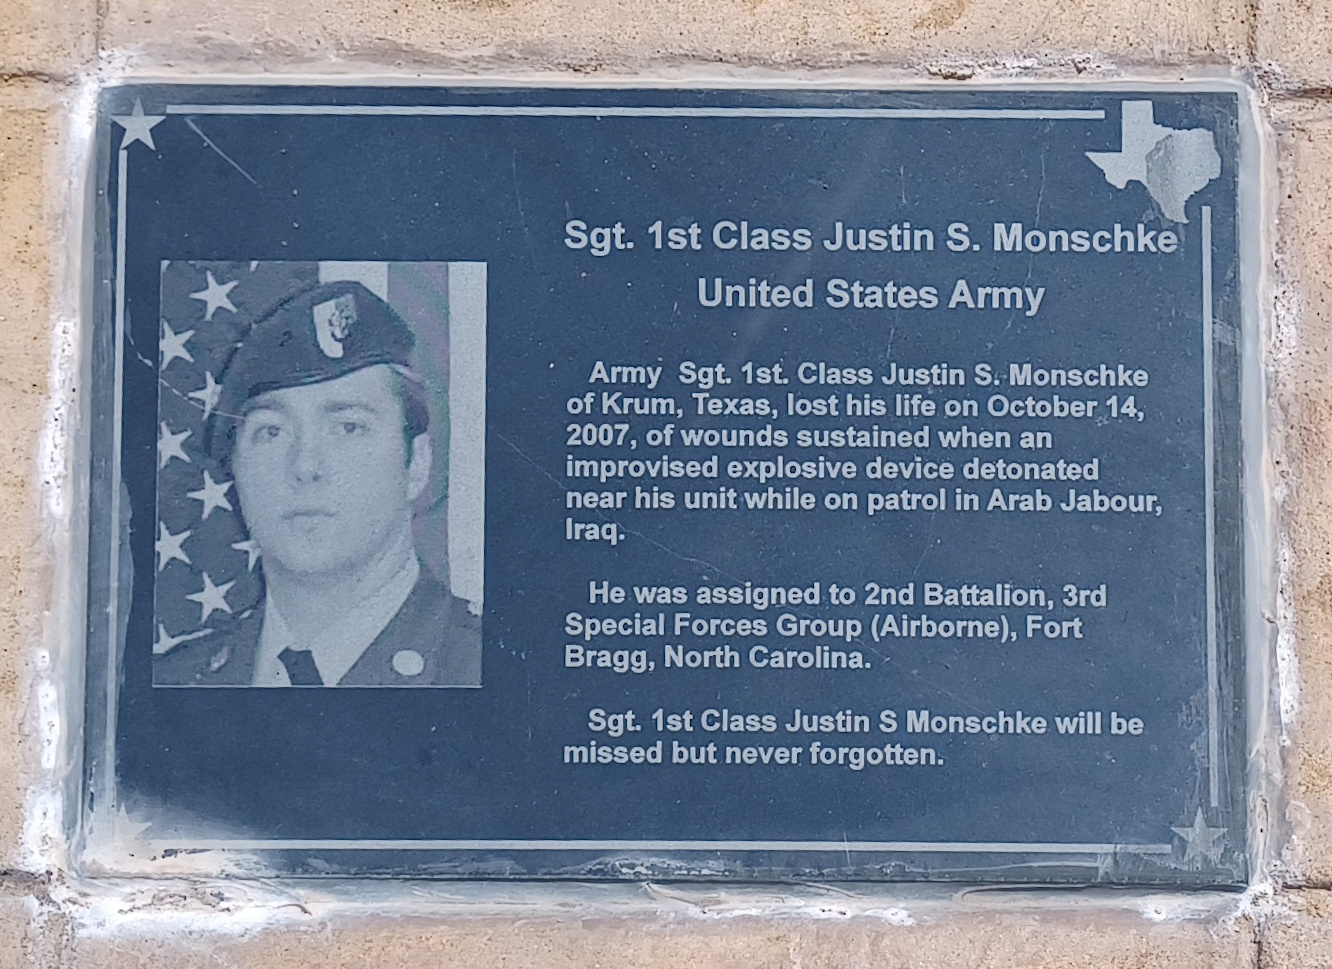 Sgt. 1st Class Justin S. Monschke
United States Army
Army Sgt. 1st. Class Justin S. Monschke
of Krum, Texas, lost his life on October 14,
2007, of wounds sustained when an
improvised explosive device detonated
near his unit while on patrol in Arab Jabour,
Iraq.
He was assigned to 2nd Battalion, 3rd
Special Forces Group (Airborne), Fort
Bragg, North Carolina.
Sgt. 1st Class Justin S Monschke will be
missed but never forgotten.